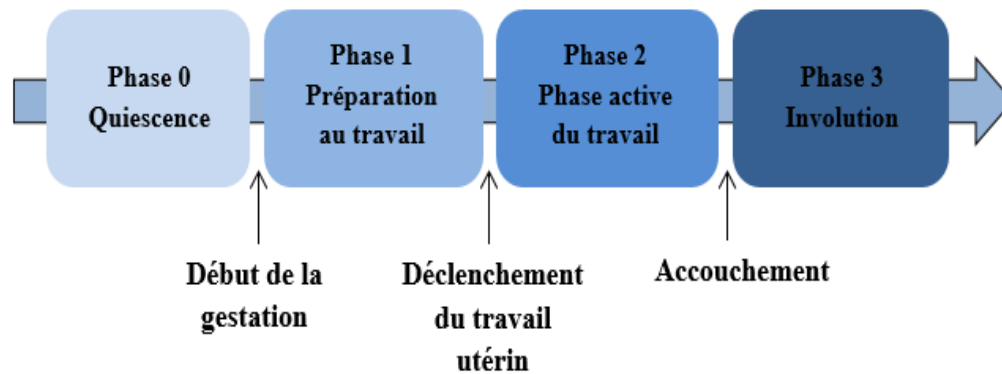 Phase 0
Quiescence
Phase 1
Préparation
au travail
Phase 2
Phase active
du travail
Phase 3
Involution
Début de la
gestation
Déclenchement
du travail
utérin
Accouchement